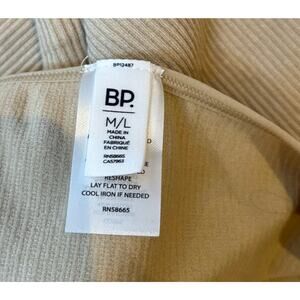 BP12487
BP.
M/L
MADE IN
CHINA
FABRIQUÉ
EN CHINE
RN58665
CA57963
RESHAPE
LAY FLAT TO DRY
COOL IRON IF NEEDED
RN58665